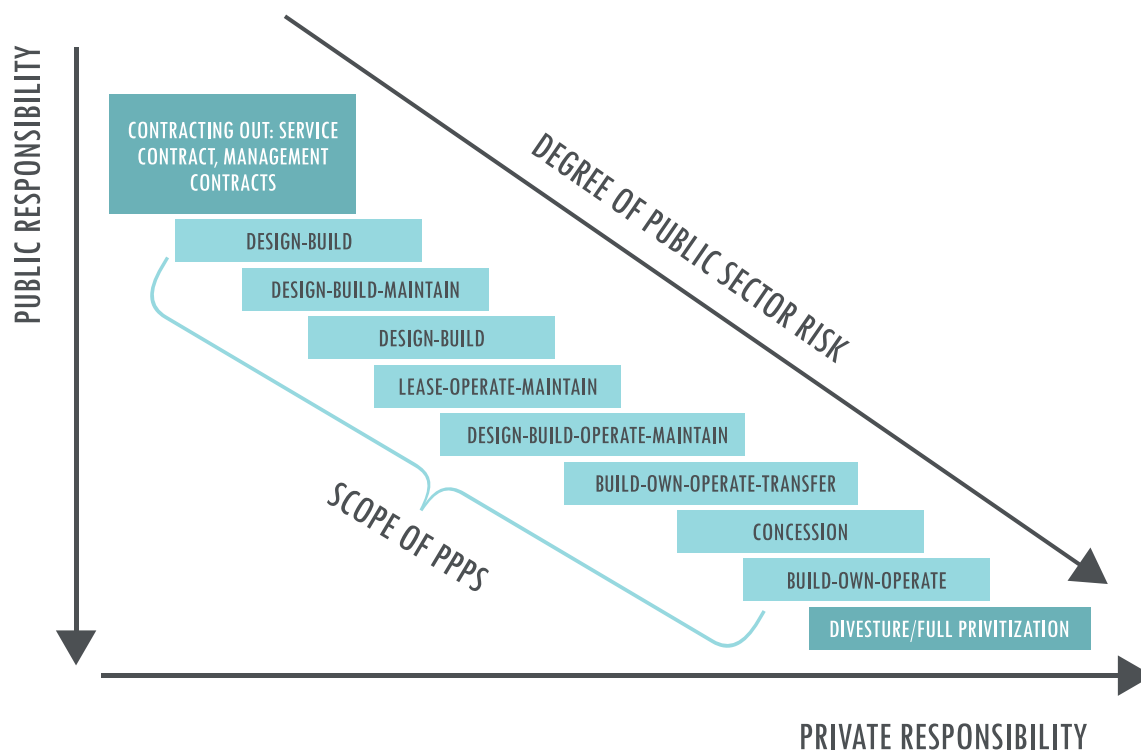 PUBLIC RESPONSIBILITY
CONTRACTING OUT: SERVICE
CONTRACT, MANAGEMENT
CONTRACTS
DEGREE OF PUBLIC SECTOR RISK
DESIGN-BUILD
DESIGN-BUILD-MAINTAIN
DESIGN-BUILD
LEASE-OPERATE-MAINTAIN
DESIGN-BUILD-OPERATE-MAINTAIN
BUILD-OWN-OPERATE-TRANSFER
SCOPE OF PPPS
CONCESSION
BUILD-OWN-OPERATE
DIVESTURE/FULL PRIVITIZATION
PRIVATE RESPONSIBILITY